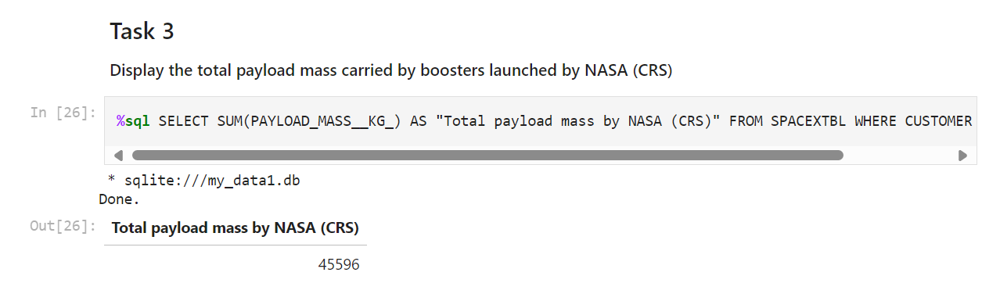 Task 3
Display the total payload mass carried by boosters launched by NASA (CRS)
In [26]: %sql SELECT SUM(PAYLOAD_MASS__KG_) AS "Total payload mass by NASA (CRS)" FROM SPACEXTBL WHERE CUSTOMER
* sqlite:///my_data1.db
Done.
Out[26]: Total payload mass by NASA (CRS)
45596